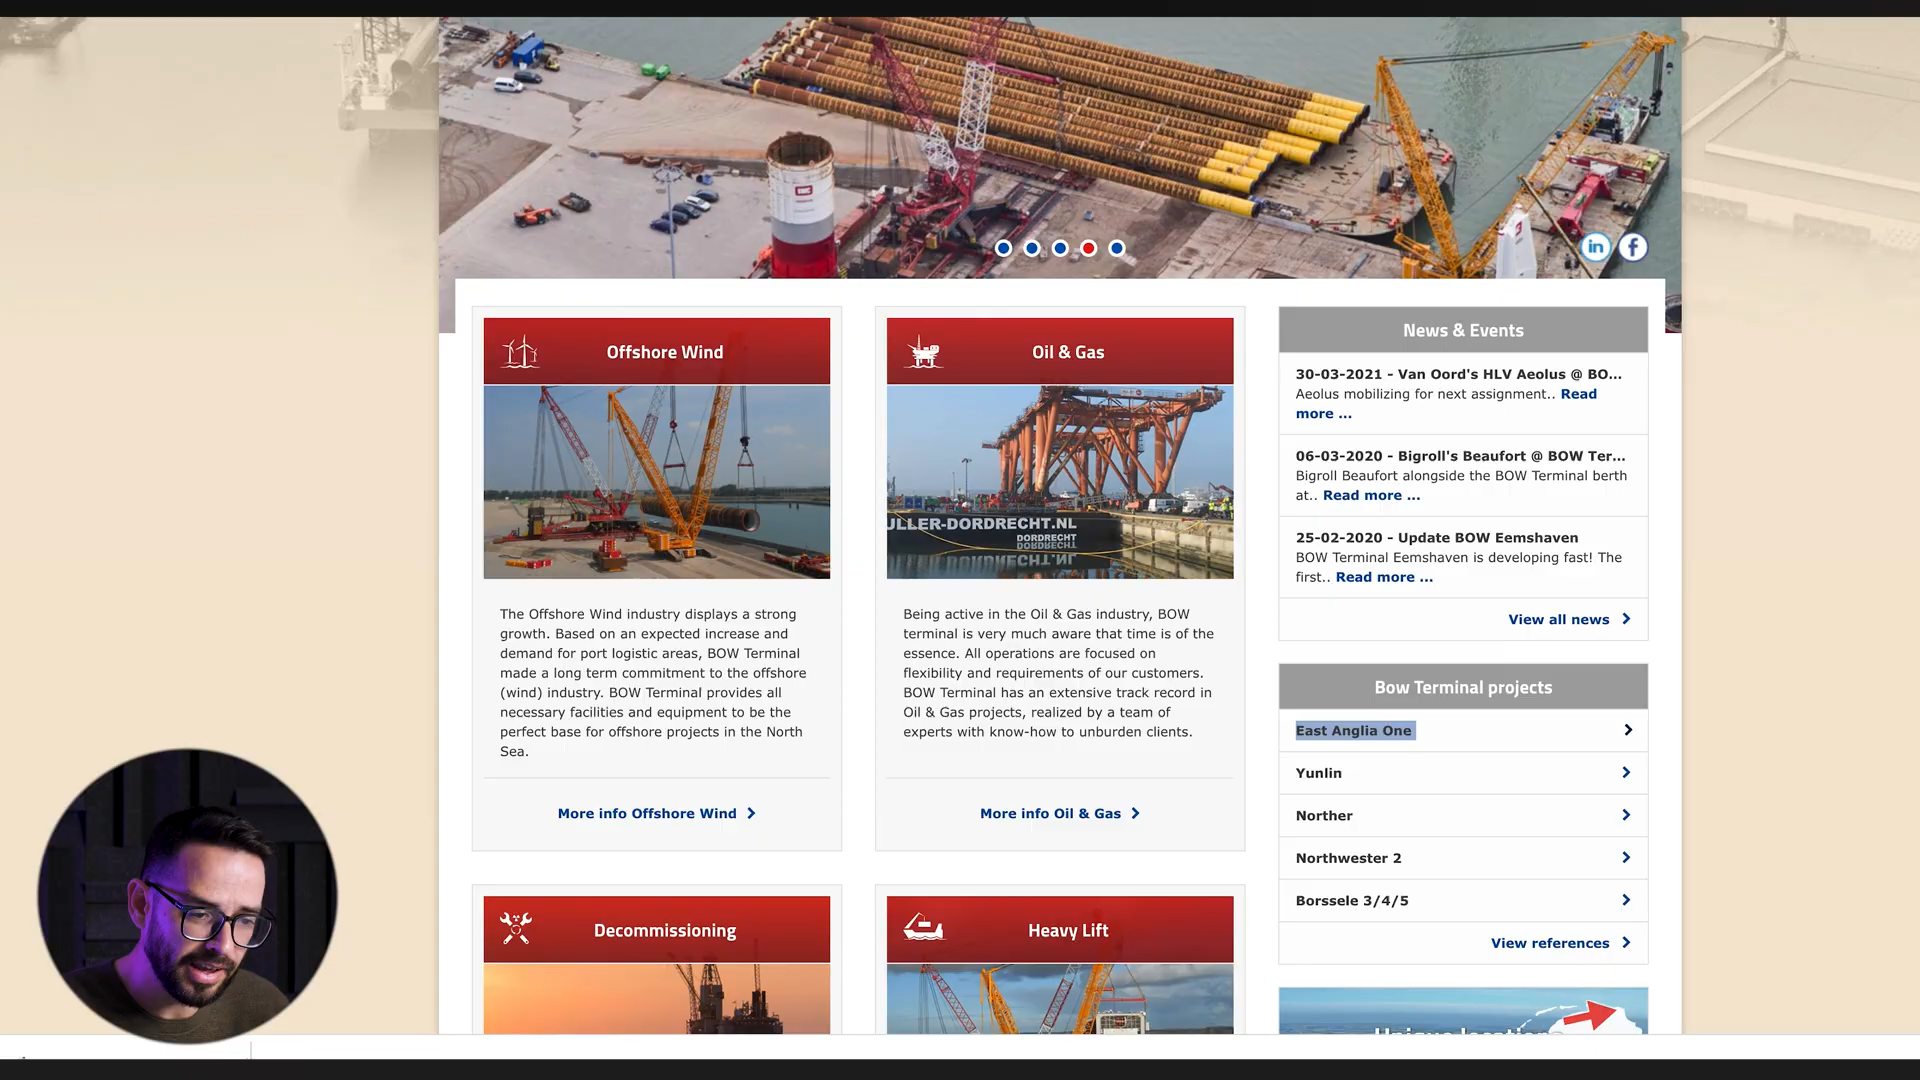 in f
Offshore Wind
ULLER-DORDRECHT.NL
DORDRECHT
The Offshore Wind industry displays a strong
growth. Based on an expected increase and
demand for port logistic areas, BOW Terminal
made a long term commitment to the offshore
(wind) industry. BOW Terminal provides all
necessary facilities and equipment to be the
perfect base for offshore projects in the North
Sea.
More info Offshore Wind
Oil & Gas
Being active in the Oil & Gas industry, BOW
terminal is very much aware that time is of the
essence. All operations are focused on
flexibility and requirements of our customers.
BOW Terminal has an extensive track record in
Oil & Gas projects, realized by a team of
experts with know-how to unburden clients.
More info Oil & Gas
Decommissioning
Heavy Lift
News & Events
30-03-2021 - Van Oord's HLV Aeolus @ BO...
Aeolus mobilizing for next assignment.. Read
more ...
06-03-2020 - Bigroll's Beaufort @ BOW Ter...
Bigroll Beaufort alongside the BOW Terminal berth
at.. Read more ...
25-02-2020 - Update BOW Eemshaven
BOW Terminal Eemshaven is developing fast! The
first.. Read more ...
View all news
Bow Terminal projects
East Anglia One
Yunlin
Norther
Northwester 2
Borssele 3/4/5
View references
Unique location